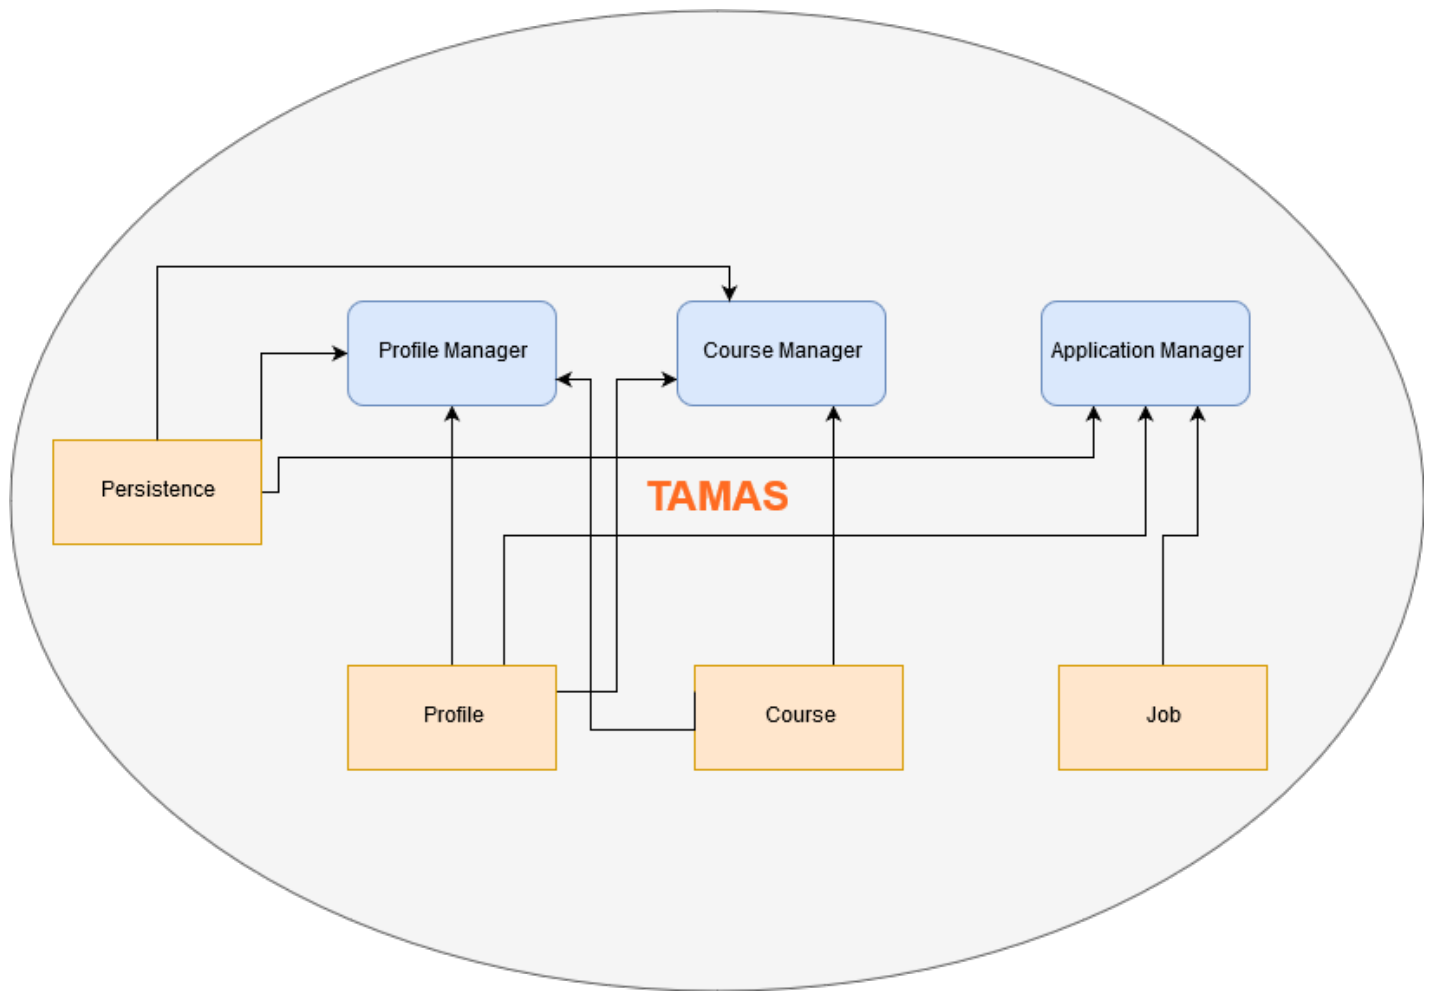 Profile Manager
Course Manager
Application Manager
Persistence
TAMAS
Profile
Course
Job